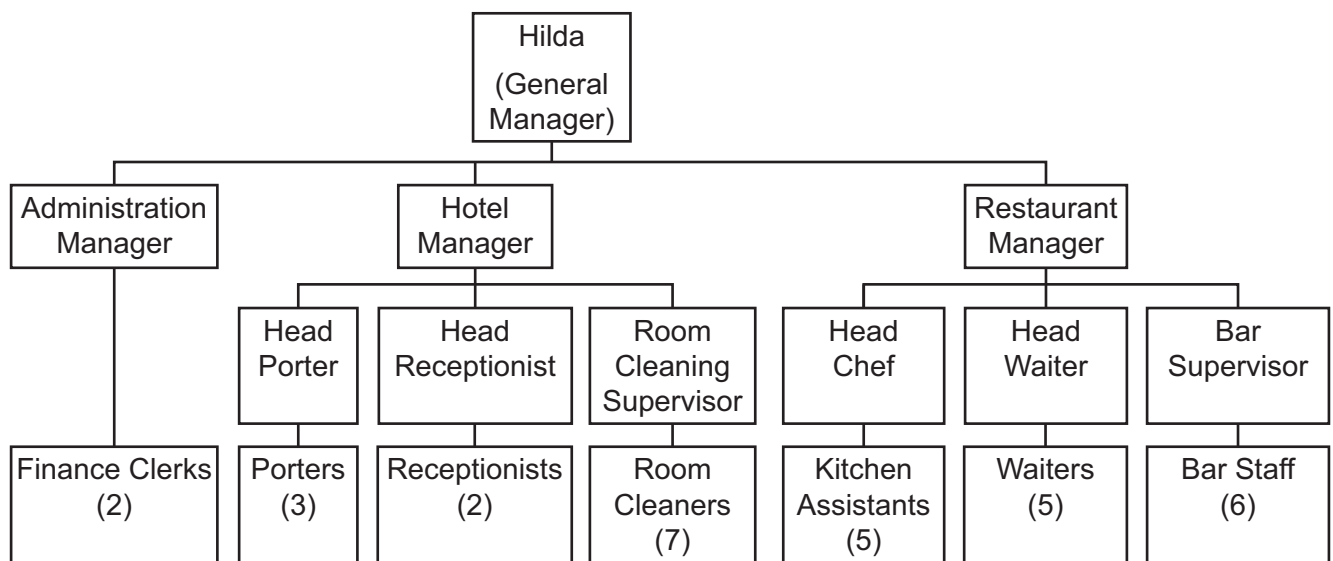 Hilda
(General
Manager)
Administration
Manager
Hotel
Manager
Restaurant
Manager
Head
Porter
Head
Receptionist
Room
Cleaning
Supervisor
Head
Chef
Head
Waiter
Bar
Supervisor
Finance Clerks
(2)
Porters
(3)
Receptionists
(2)
Room
Cleaners
(7)
Kitchen
Assistants
(5)
Waiters
(5)
Bar Staff
(6)